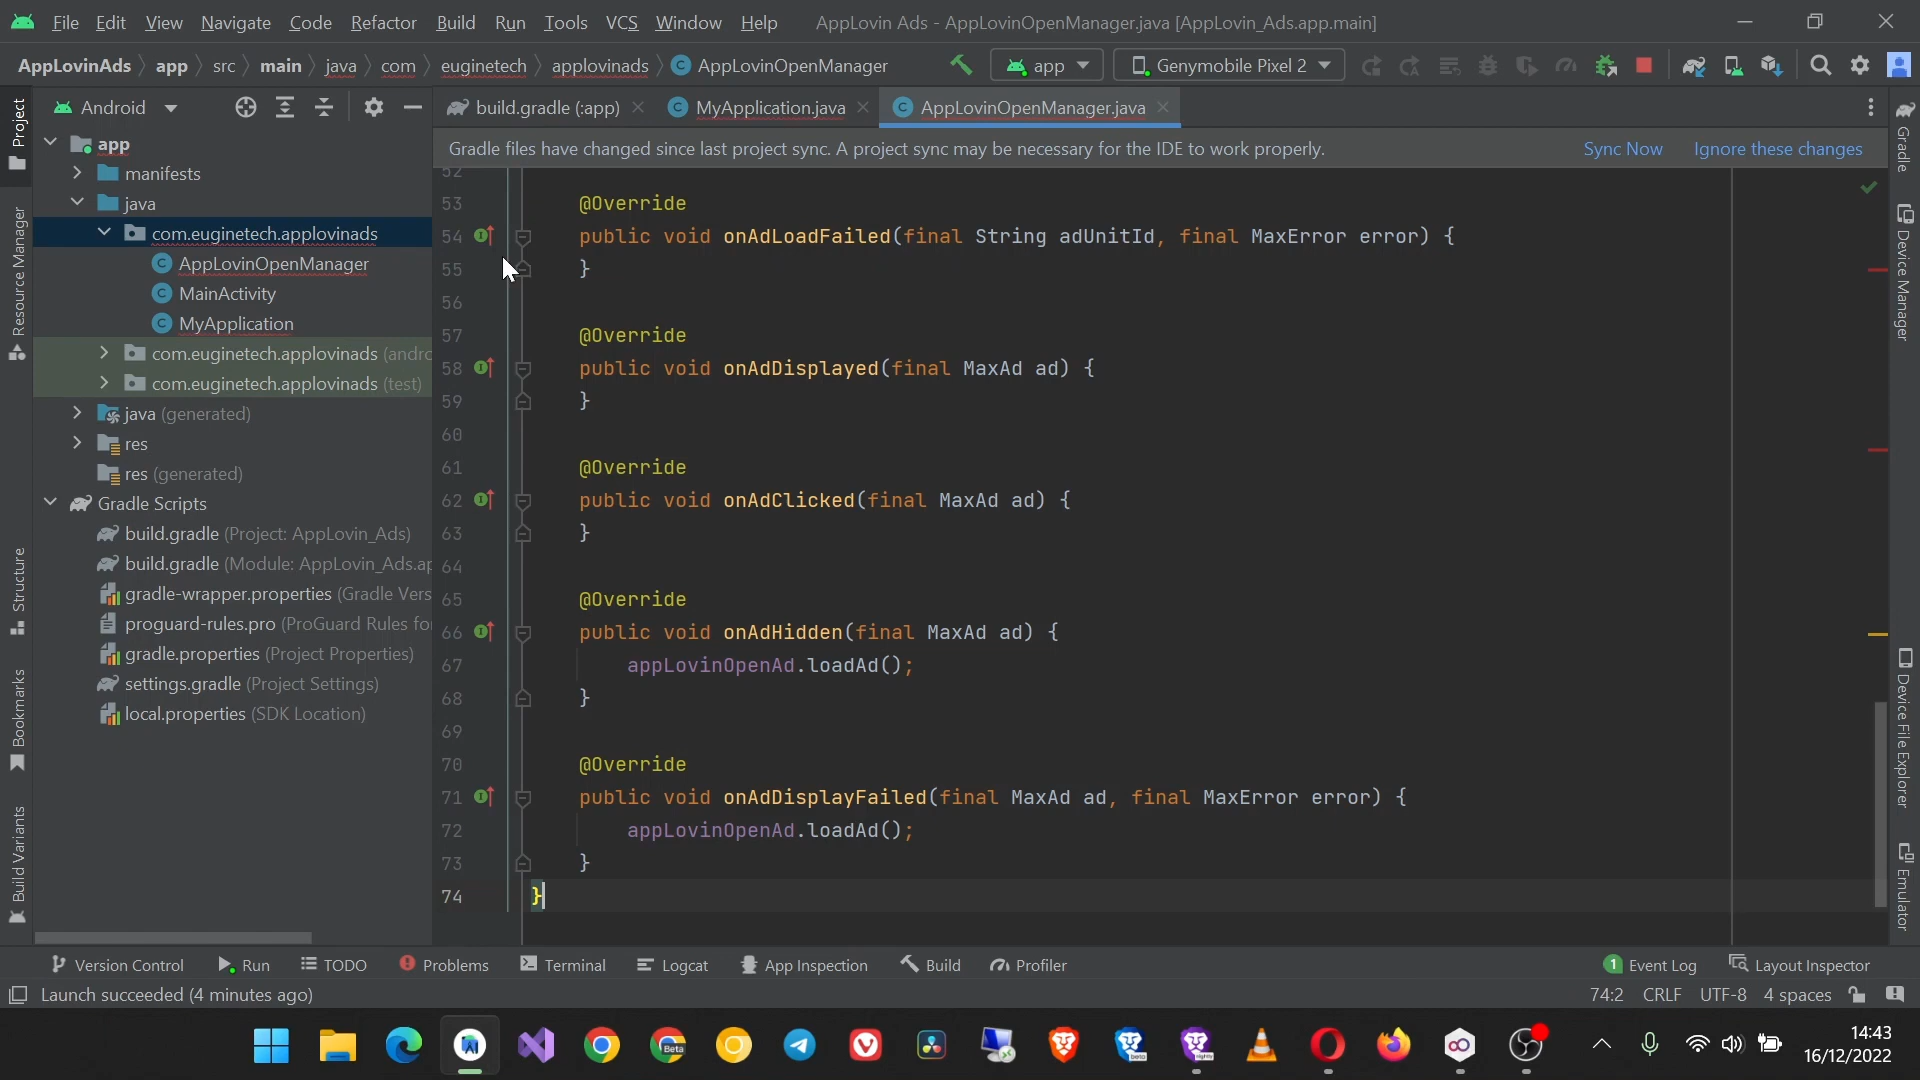 File Edit View Navigate Code Refactor Build Run Tools VCS Window Help AppLovin Ads - AppLovinOpenManager.java [AppLovin_Ads.app.main]
AppLovinAds app src main java com euginetech applovinads AppLovinOpenManager app Genymobile Pixel 2
Project
Android
build.gradle (:app) MyApplication.java AppLovinOpenManager.java
Gradle files have changed since last project sync. A project sync may be necessary for the IDE to work properly. Sync Now Ignore these changes
app
manifests
java
com.euginetech.applovinads
AppLovinOpenManager
MainActivity
MyApplication
com.euginetech.applovinads (andro
com.euginetech.applovinads (test)
java (generated)
res
res (generated)
Gradle Scripts
build.gradle (Project: AppLovin_Ads)
build.gradle (Module: AppLovin_Ads.ap
gradle-wrapper.properties (Gradle Vers
proguard-rules.pro (ProGuard Rules for
gradle.properties (Project Properties)
settings.gradle (Project Settings)
local.properties (SDK Location)
Resource Manager
Structure
Bookmarks
Build Variants
52
53 @Override
54 public void onAdLoadFailed(final String adUnitId, final MaxError error) {
55 }
56
57 @Override
58 public void onAdDisplayed(final MaxAd ad) {
59 }
60
61 @Override
62 public void onAdClicked(final MaxAd ad) {
63 }
64
65 @Override
66 public void onAdHidden(final MaxAd ad) {
67 appLovinOpenAd.loadAd();
68 }
69
70 @Override
71 public void onAdDisplayFailed(final MaxAd ad, final MaxError error) {
72 appLovinOpenAd.loadAd();
73 }
74 }
Gradle
Device Manager
Device File Explorer
Emulator
Version Control Run TODO Problems Terminal Logcat App Inspection Build Profiler 1 Event Log Layout Inspector
Launch succeeded (4 minutes ago) 74:2 CRLF UTF-8 4 spaces
Beta beta nightly
14:43
16/12/2022